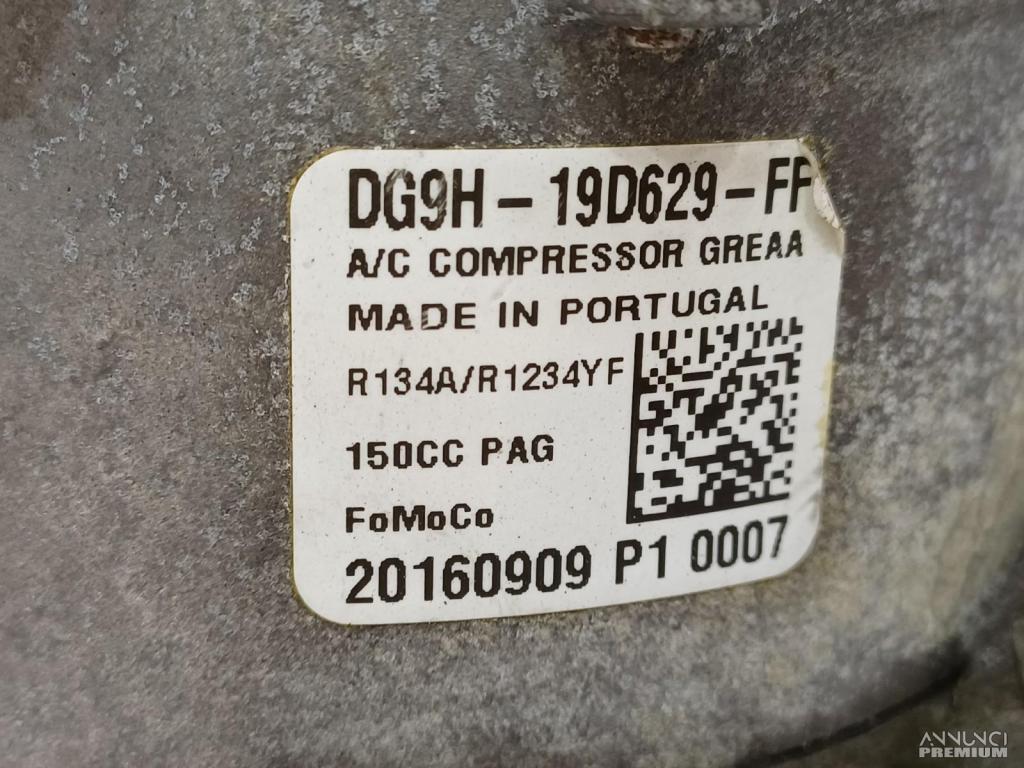 DG9H-19D629-FF
A/C COMPRESSOR GREAA
MADE IN PORTUGAL
R134A/R1234YF
150CC PAG
FoMoCo
20160909 P1 0007
ANNUNCI
PREMIUM